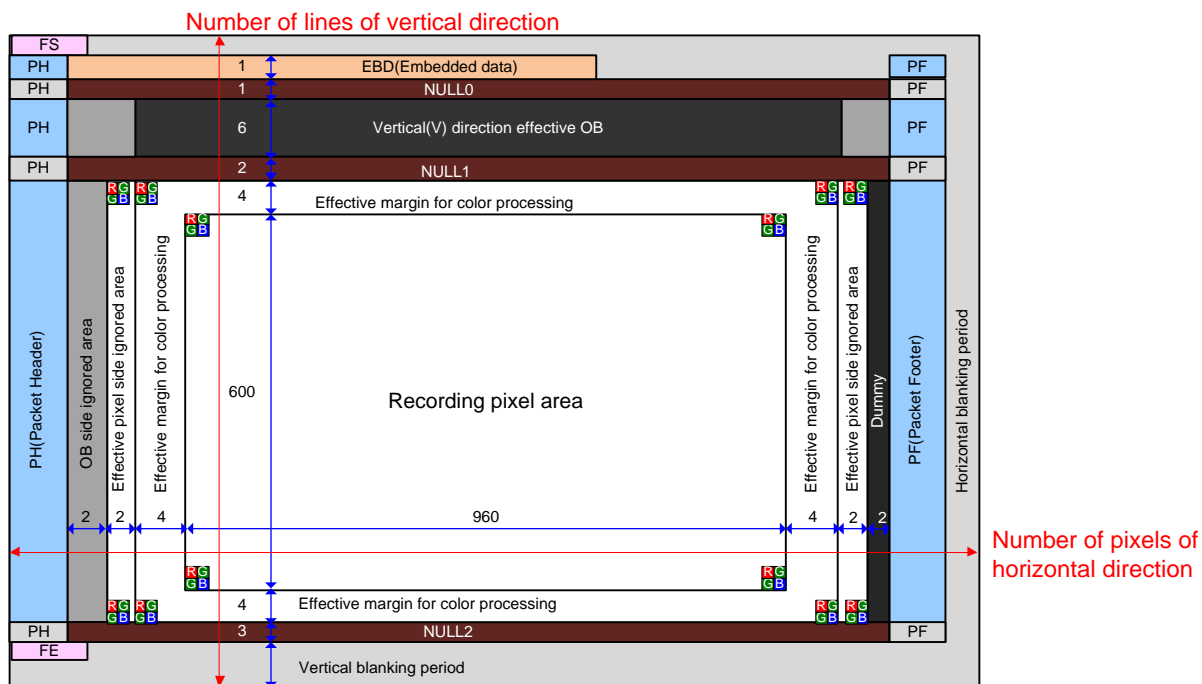 Number of lines of vertical direction
FS
PH 1 EBD(Embedded data) PF
PH 1 NULL0 PF
PH 6 Vertical(V) direction effective OB PF
PH 2 NULL1 PF
R G R G R G R G
G B G B G B G B
4 Effective margin for color processing
R G R G
G B G B
PH(Packet Header)
OB side ignored area
Effective pixel side ignored area
Effective margin for color processing
600
Recording pixel area
Effective margin for color processing
Effective pixel side ignored area
Dummy
PF(Packet Footer)
Horizontal blanking period
2 2 4 960 4 2 2
Number of pixels of
horizontal direction
R G R G
G B G B
4 Effective margin for color processing
R G R G R G R G
G B G B G B G B
PH 3 NULL2 PF
FE
Vertical blanking period